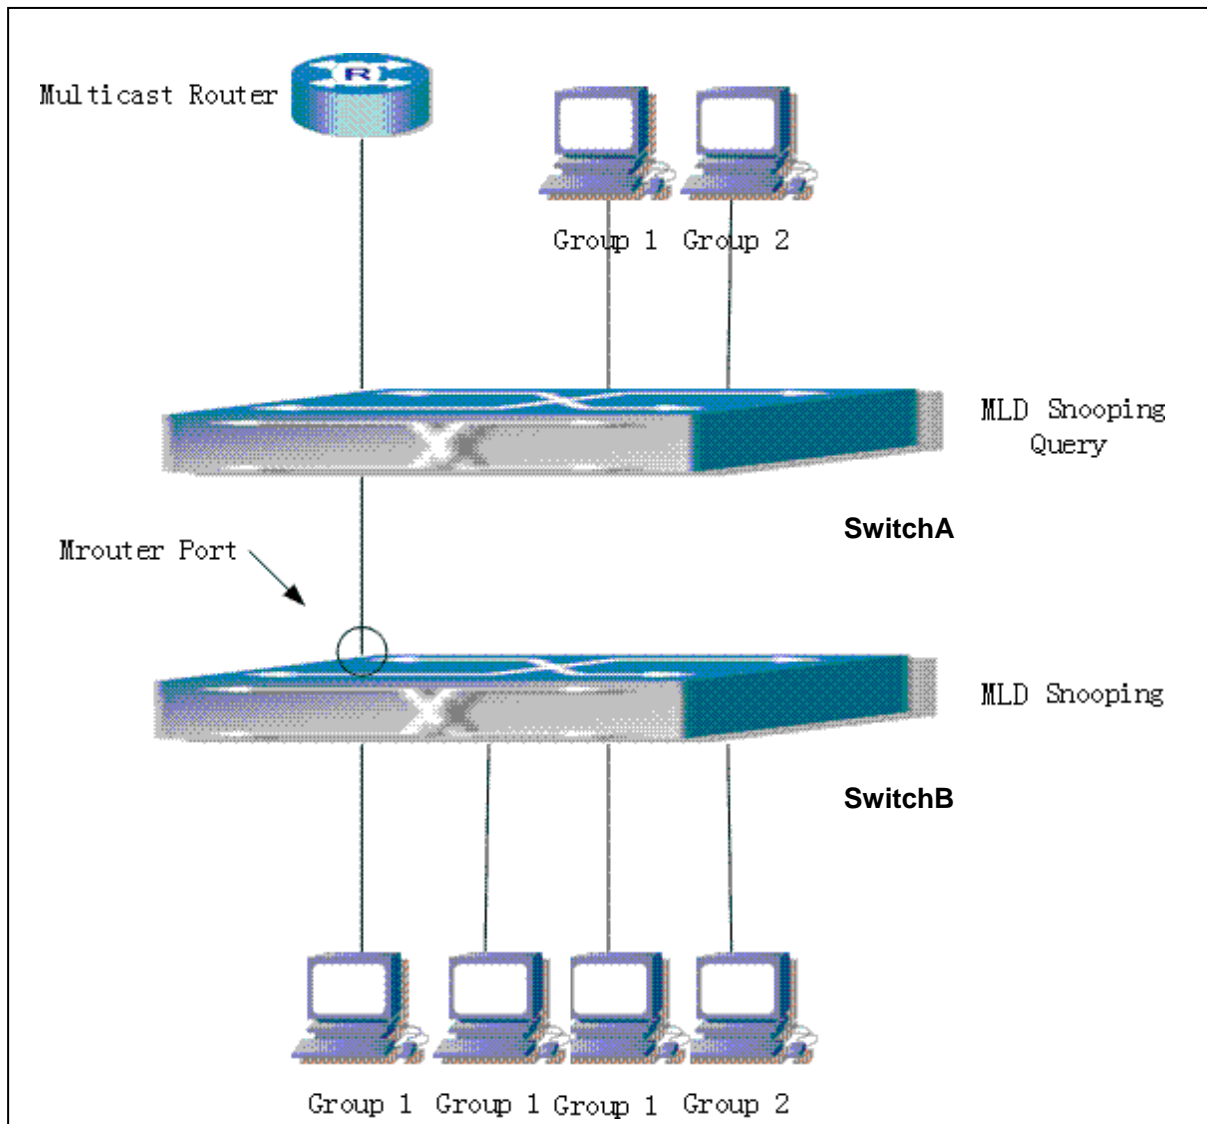 R
Multicast Router
Group 1 Group 2
MLD Snooping
Query
SwitchA
Mrouter Port
MLD Snooping
SwitchB
Group 1 Group 1 Group 1 Group 2